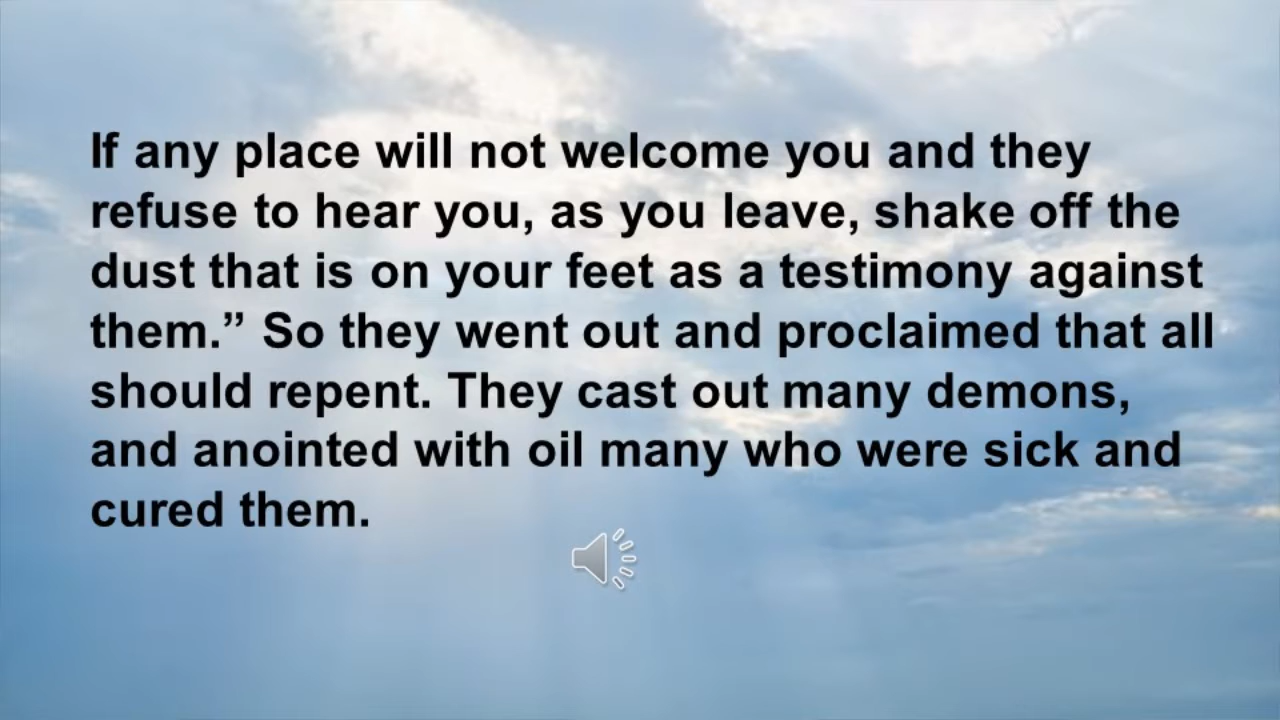 If any place will not welcome you and they
refuse to hear you, as you leave, shake off the
dust that is on your feet as a testimony against
them.” So they went out and proclaimed that all
should repent. They cast out many demons,
and anointed with oil many who were sick and
cured them.